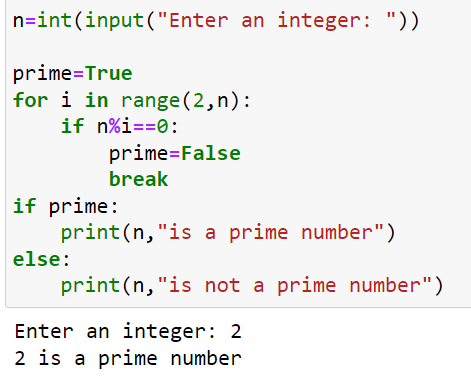 n=int(input("Enter an integer: "))
prime=True
for i in range(2,n):
    if n%i==0:
        prime=False
        break
if prime:
    print(n,"is a prime number")
else:
    print(n,"is not a prime number")
Enter an integer: 2
2 is a prime number